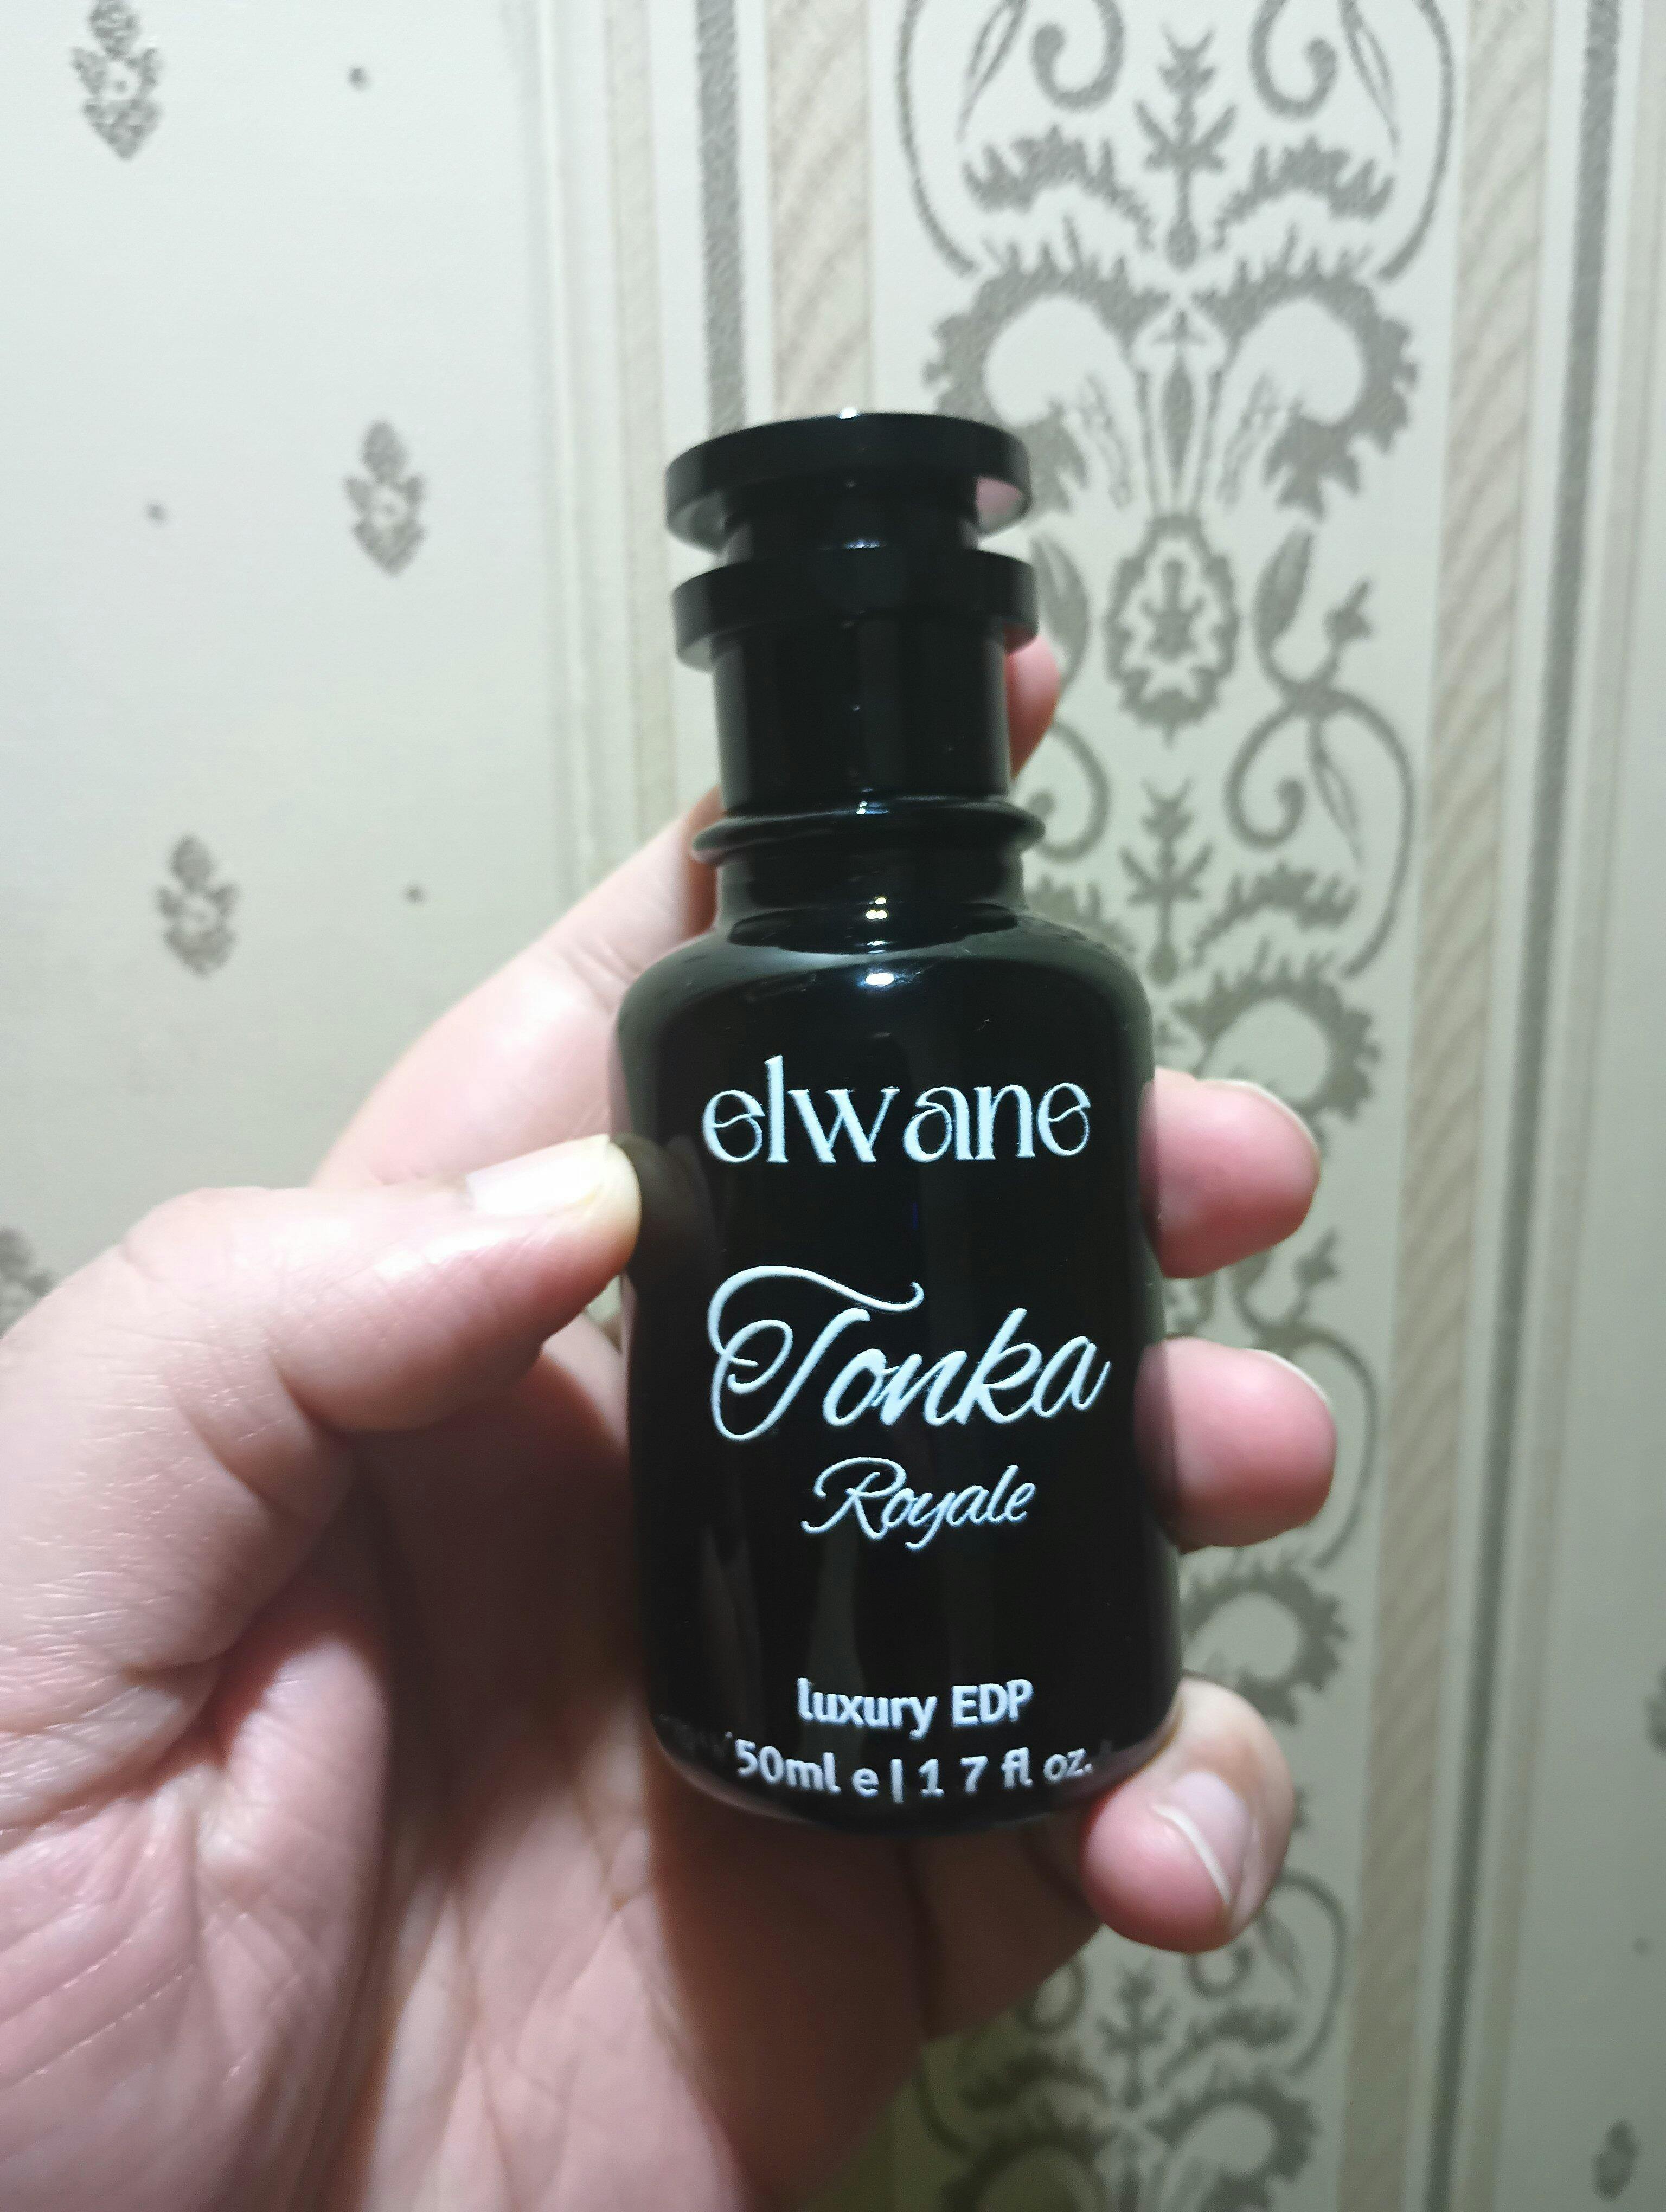 elwane
Tonka
Royale
luxury EDP
50ml e | 1 7 fl oz.